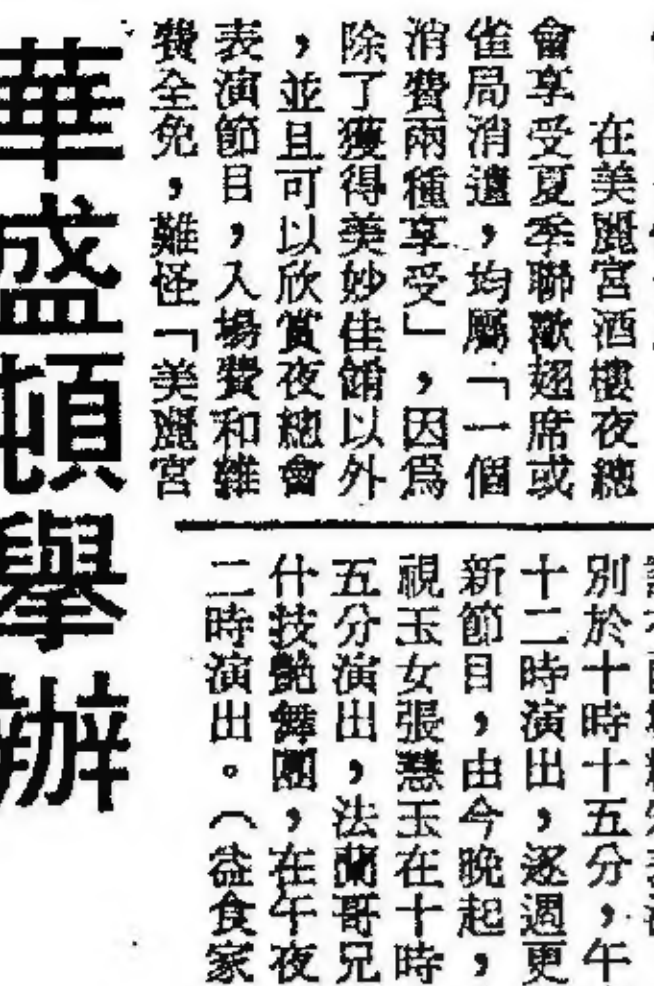 在美麗宮酒樓夜總
會享受夏季聯歡翅席或
雀局消遣，均屬「一個
消費兩種享受」，因爲
除了獲得美妙佳餚以外
，並且可以欣賞夜總會
表演節目，入場費和雜
費全免，難怪「美麗宮
別於十時十五分，午
十二時演出，逐週更
新節目，由今晚起，
視玉女張慧玉在十時
五分演出，法蘭哥兄
什技艷舞團，在午夜
二時演出。（益食家
華盛頓舉辦